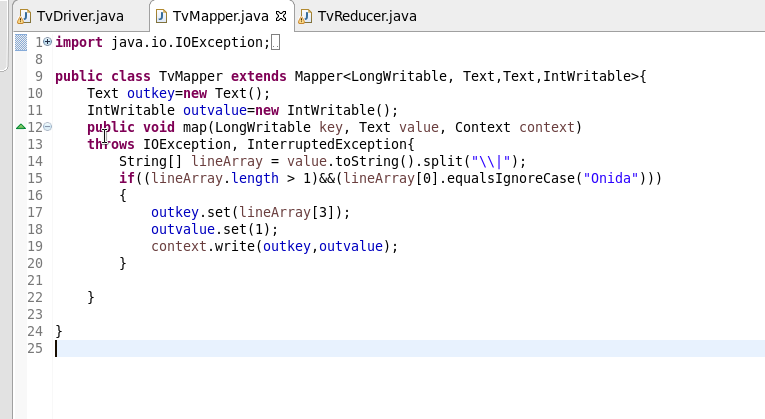 TvDriver.java TvMapper.java TvReducer.java
1 import java.io.IOException;
8
9 public class TvMapper extends Mapper<LongWritable, Text,Text,IntWritable>{
10 Text outkey=new Text();
11 IntWritable outvalue=new IntWritable();
12 public void map(LongWritable key, Text value, Context context)
13 throws IOException, InterruptedException{
14 String[] lineArray = value.toString().split("\\|");
15 if((lineArray.length > 1)&&(lineArray[0].equalsIgnoreCase("Onida")))
16 {
17 outkey.set(lineArray[3]);
18 outvalue.set(1);
19 context.write(outkey,outvalue);
20 }
21
22 }
23
24 }
25